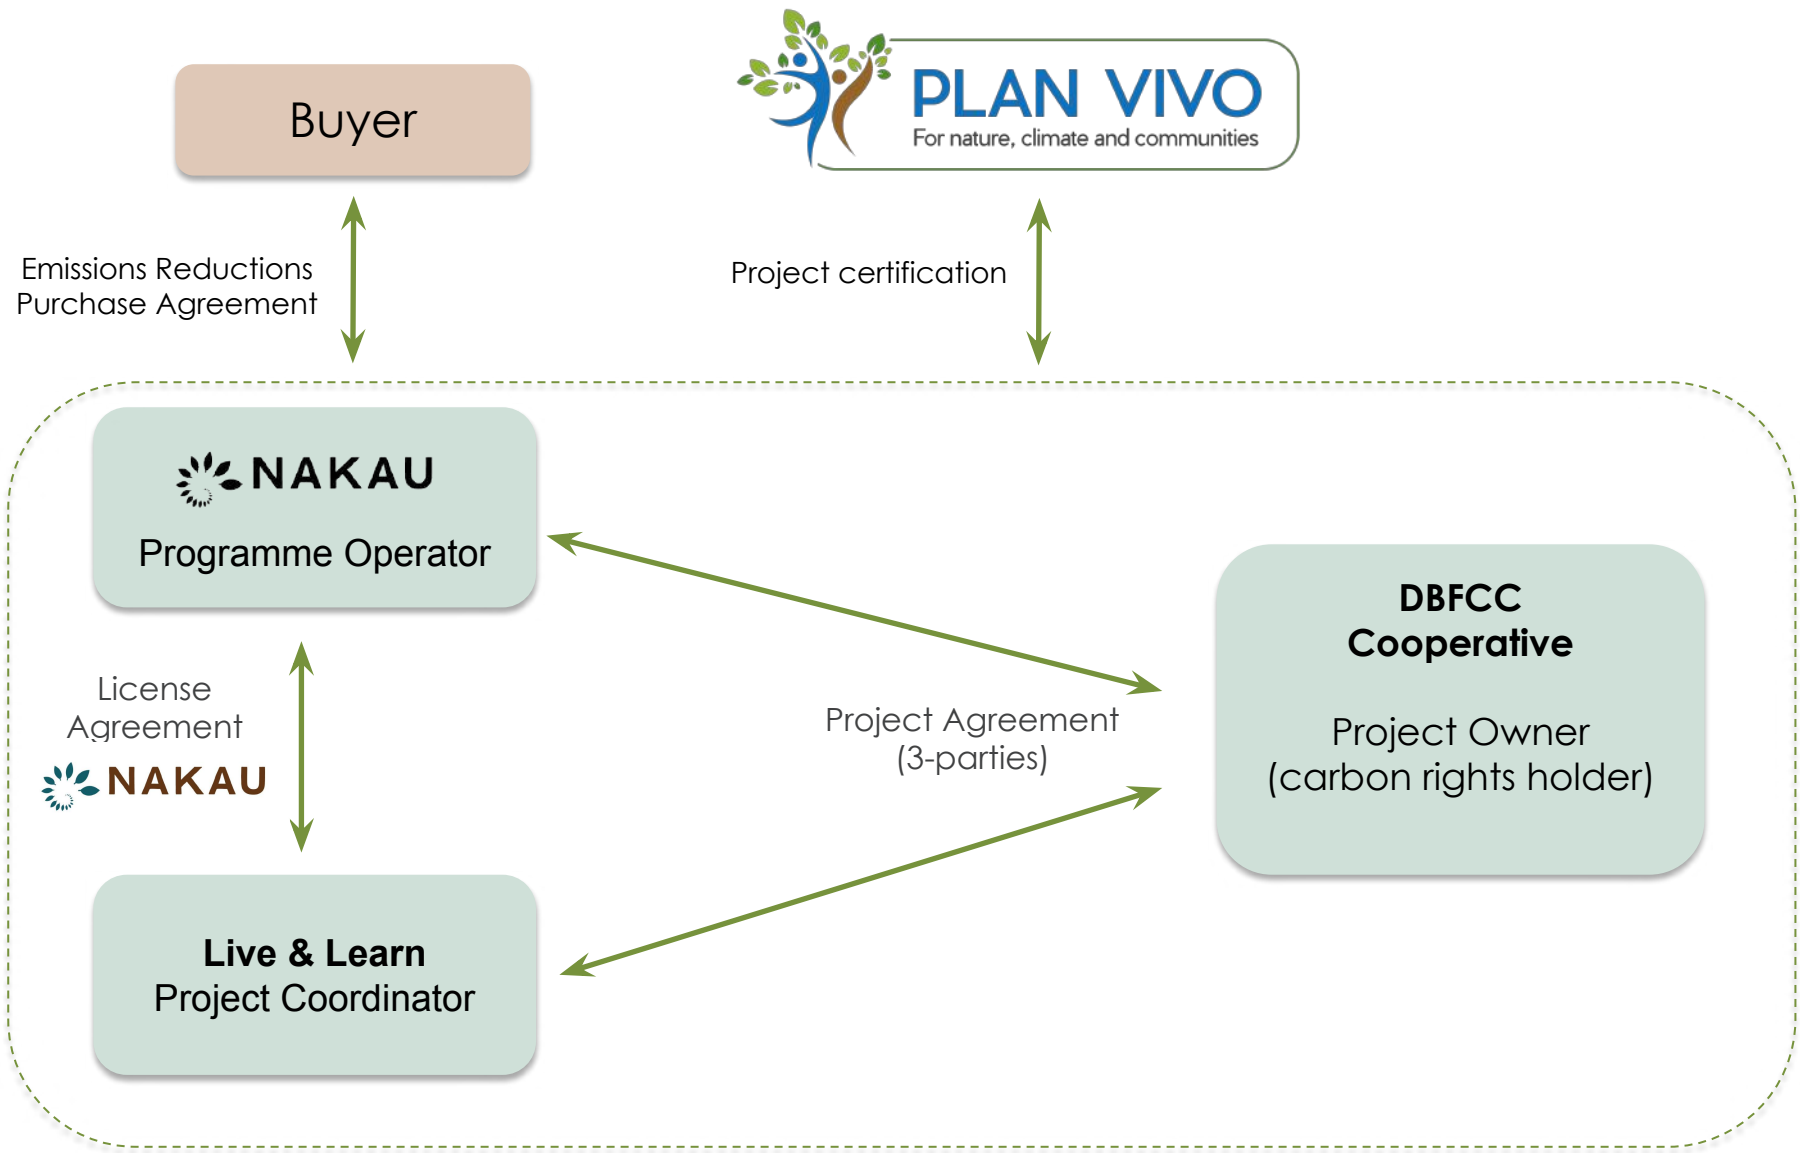 Buyer
PLAN VIVO
For nature, climate and communities
Emissions Reductions
Purchase Agreement
Project certification
NAKAU
Programme Operator
License
Agreement
NAKAU
Project Agreement
(3-parties)
DBFCC
Cooperative
Project Owner
(carbon rights holder)
Live & Learn
Project Coordinator